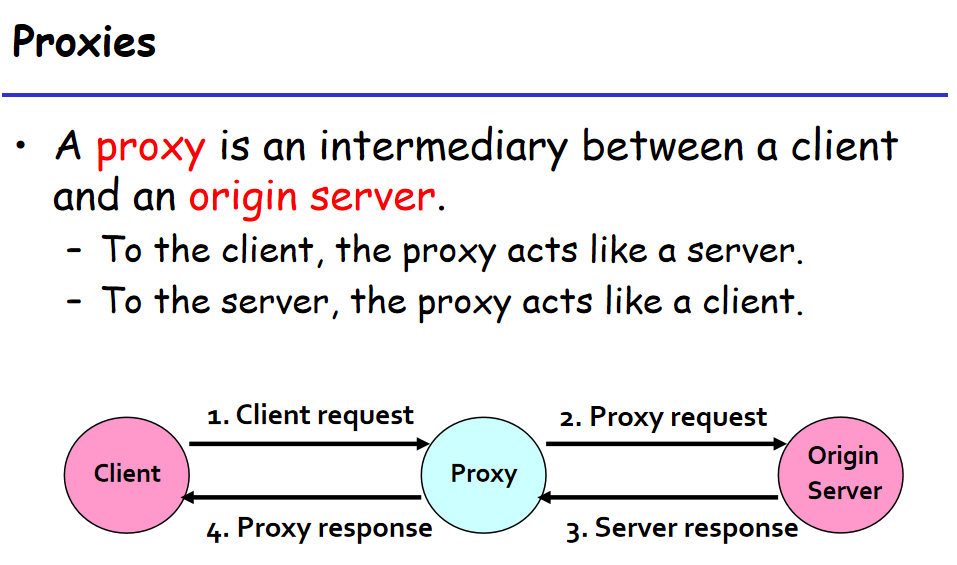 Proxies
• A proxy is an intermediary between a client
and an origin server.
– To the client, the proxy acts like a server.
– To the server, the proxy acts like a client.
1. Client request
2. Proxy request
Client
Proxy
Origin
Server
4. Proxy response
3. Server response